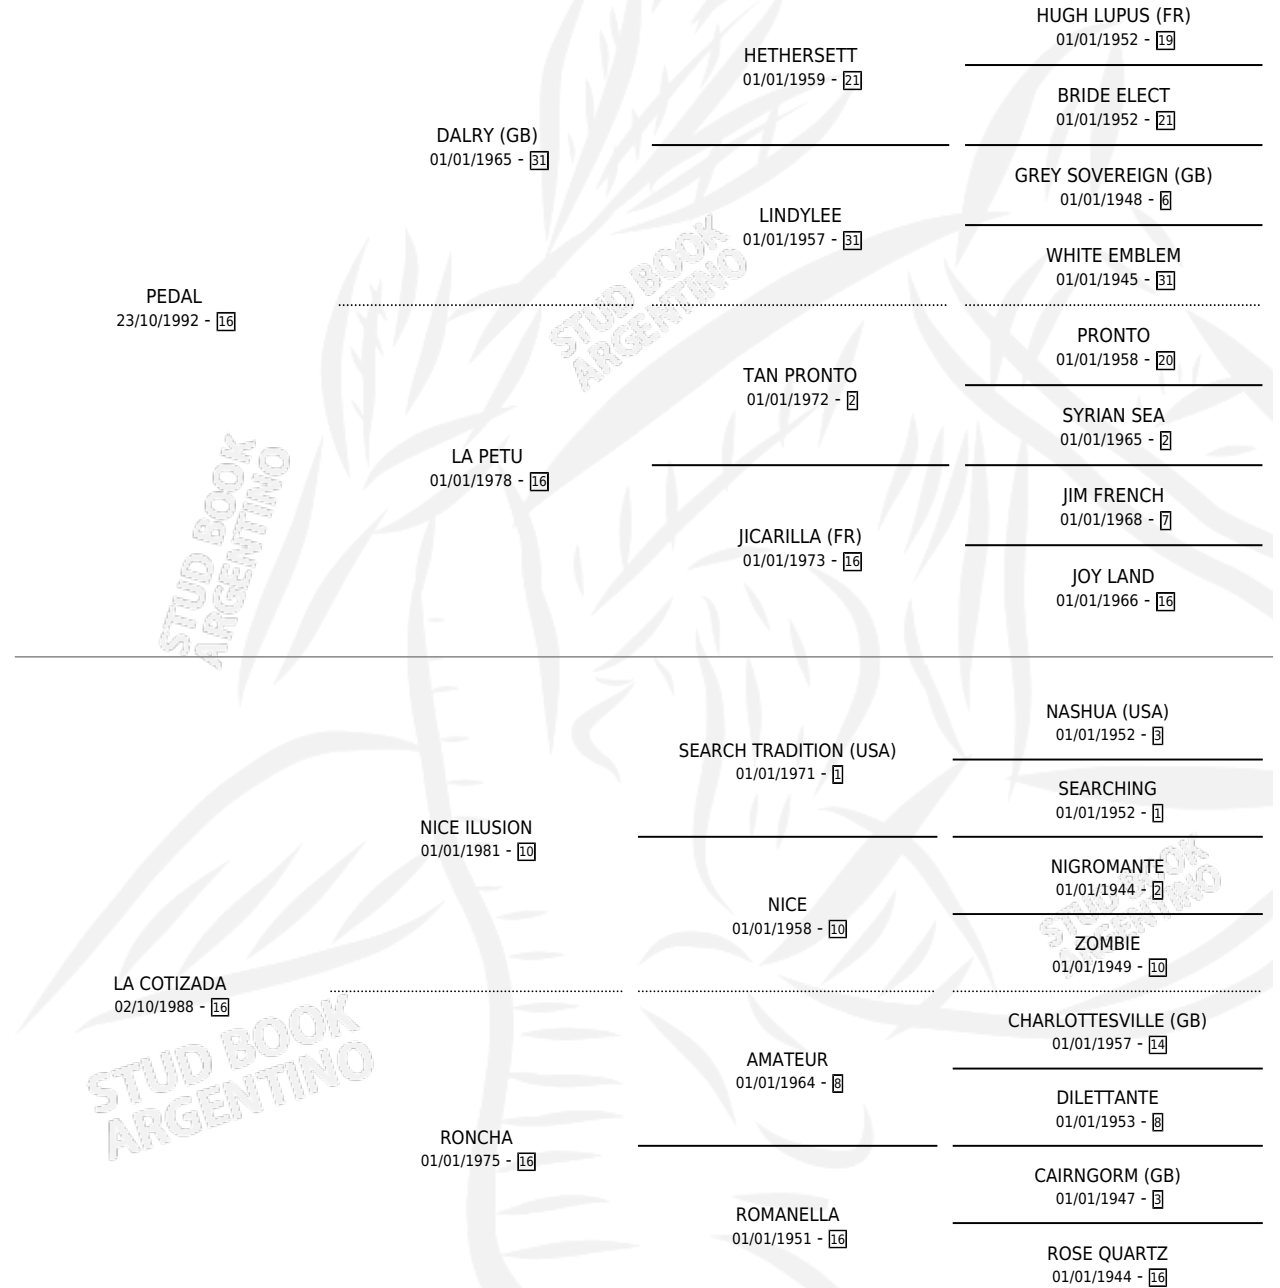 HUGH LUPUS (FR)
01/01/1952 - 19
HETHERSETT
01/01/1959 - 21
BRIDE ELECT
01/01/1952 - 21
DALRY (GB)
01/01/1965 - 31
GREY SOVEREIGN (GB)
01/01/1948 - 6
LINDYLEE
01/01/1957 - 31
WHITE EMBLEM
01/01/1945 - 31
PEDAL
23/10/1992 - 16
PRONTO
01/01/1958 - 20
TAN PRONTO
01/01/1972 - 2
SYRIAN SEA
01/01/1965 - 2
LA PETU
01/01/1978 - 16
JIM FRENCH
01/01/1968 - 7
JICARILLA (FR)
01/01/1973 - 16
JOY LAND
01/01/1966 - 16
NASHUA (USA)
01/01/1952 - 3
SEARCH TRADITION (USA)
01/01/1971 - 1
SEARCHING
01/01/1952 - 1
NICE ILUSION
01/01/1981 - 10
NIGROMANTE
01/01/1944 - 2
NICE
01/01/1958 - 10
ZOMBIE
01/01/1949 - 10
LA COTIZADA
02/10/1988 - 16
CHARLOTTESVILLE (GB)
01/01/1957 - 14
AMATEUR
01/01/1964 - 8
DILETTANTE
01/01/1953 - 8
RONCHA
01/01/1975 - 16
CAIRNGORM (GB)
01/01/1947 - 3
ROMANELLA
01/01/1951 - 16
ROSE QUARTZ
01/01/1944 - 16
STUD BOOK
ARGENTINO
STUD BOOK
ARGENTINO
STUD BOOK
ARGENTINO
STUD BOOK
ARGENTINO